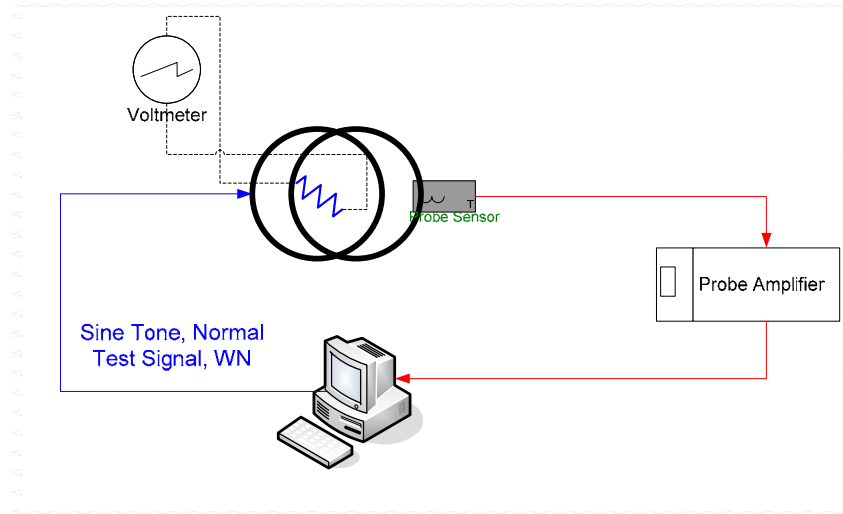 Voltmeter
T
Probe Sensor
Probe Amplifier
Sine Tone, Normal
Test Signal, WN